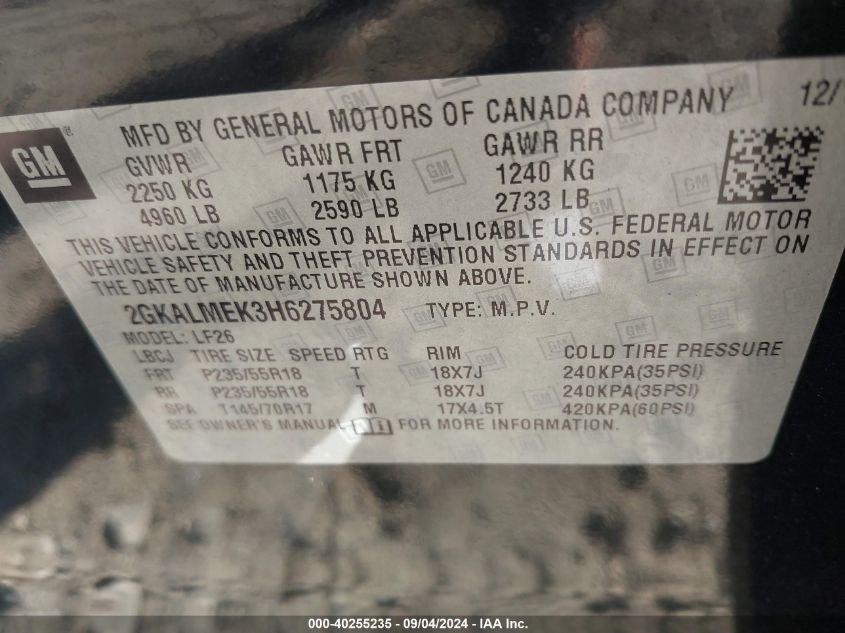 GM ®
MFD BY GENERAL MOTORS OF CANADA COMPANY 12/
GVWR GAWR FRT GAWR RR
2250 KG 1175 KG 1240 KG
4960 LB 2590 LB 2733 LB
THIS VEHICLE CONFORMS TO ALL APPLICABLE U.S. FEDERAL MOTOR
VEHICLE SAFETY AND THEFT PREVENTION STANDARDS IN EFFECT ON
THE DATE OF MANUFACTURE SHOWN ABOVE.
2GKALMEK3H6275804 TYPE: M.P.V.
MODEL: LF26
LBCJ TIRE SIZE SPEED RTG RIM COLD TIRE PRESSURE
FRT P235/55R18 T 18X7J 240KPA(35PSI)
RR P235/55R18 T 18X7J 240KPA(35PSI)
SPA T145/70R17 M 17X4.5T 420KPA(60PSI)
SEE OWNER'S MANUAL FOR MORE INFORMATION.
000-40255235 - 09/04/2024 - IAA Inc.